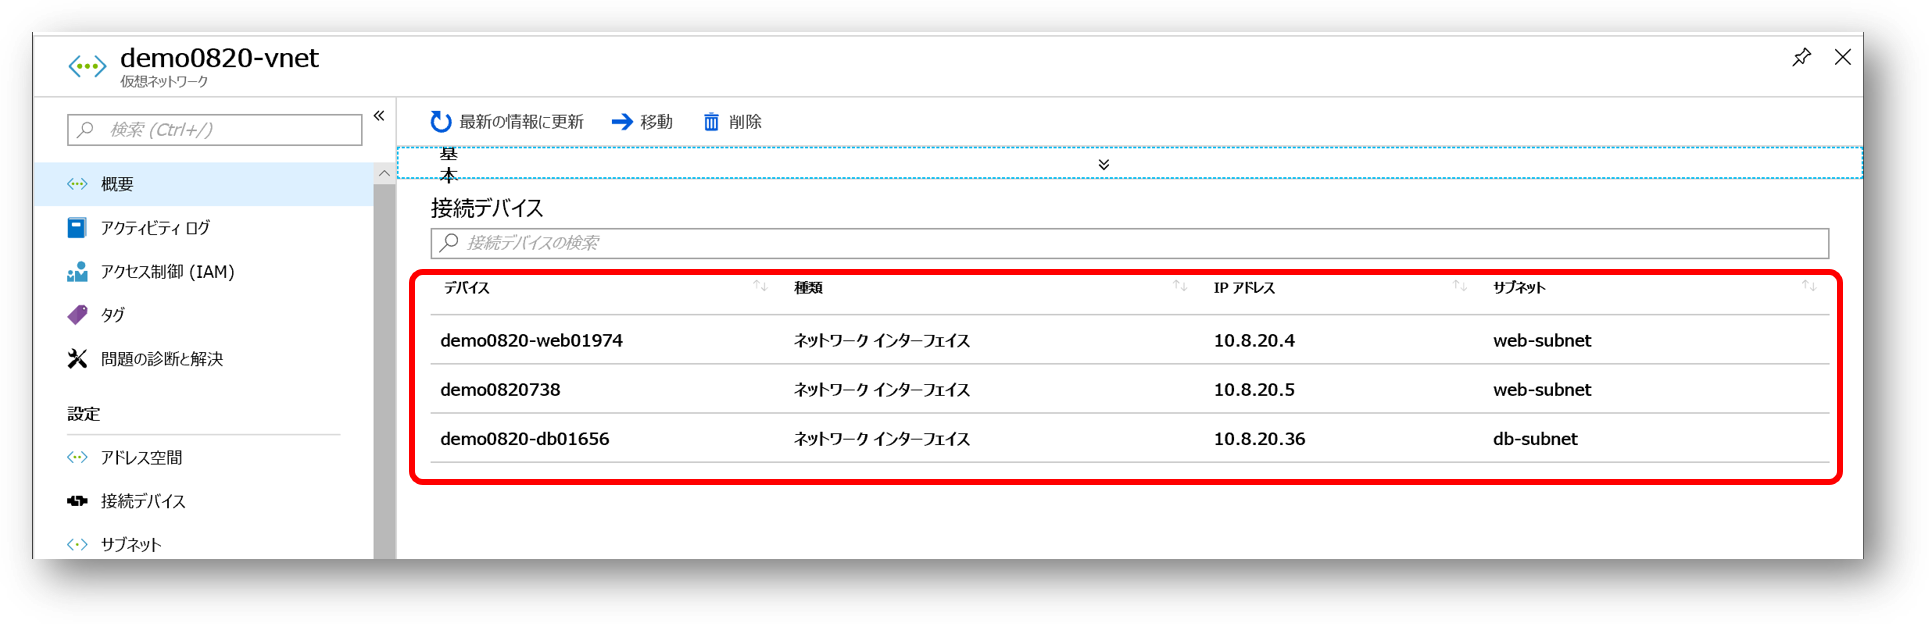 demo0820-vnet
仮想ネットワーク
検索 (Ctrl+/)
概要
アクティビティ ログ
アクセス制御 (IAM)
タグ
問題の診断と解決
設定
アドレス空間
接続デバイス
サブネット
最新の情報に更新 移動 削除
基
本
接続デバイス
接続デバイスの検索
デバイス 種類 IP アドレス サブネット
demo0820-web01974 ネットワーク インターフェイス 10.8.20.4 web-subnet
demo0820738 ネットワーク インターフェイス 10.8.20.5 web-subnet
demo0820-db01656 ネットワーク インターフェイス 10.8.20.36 db-subnet